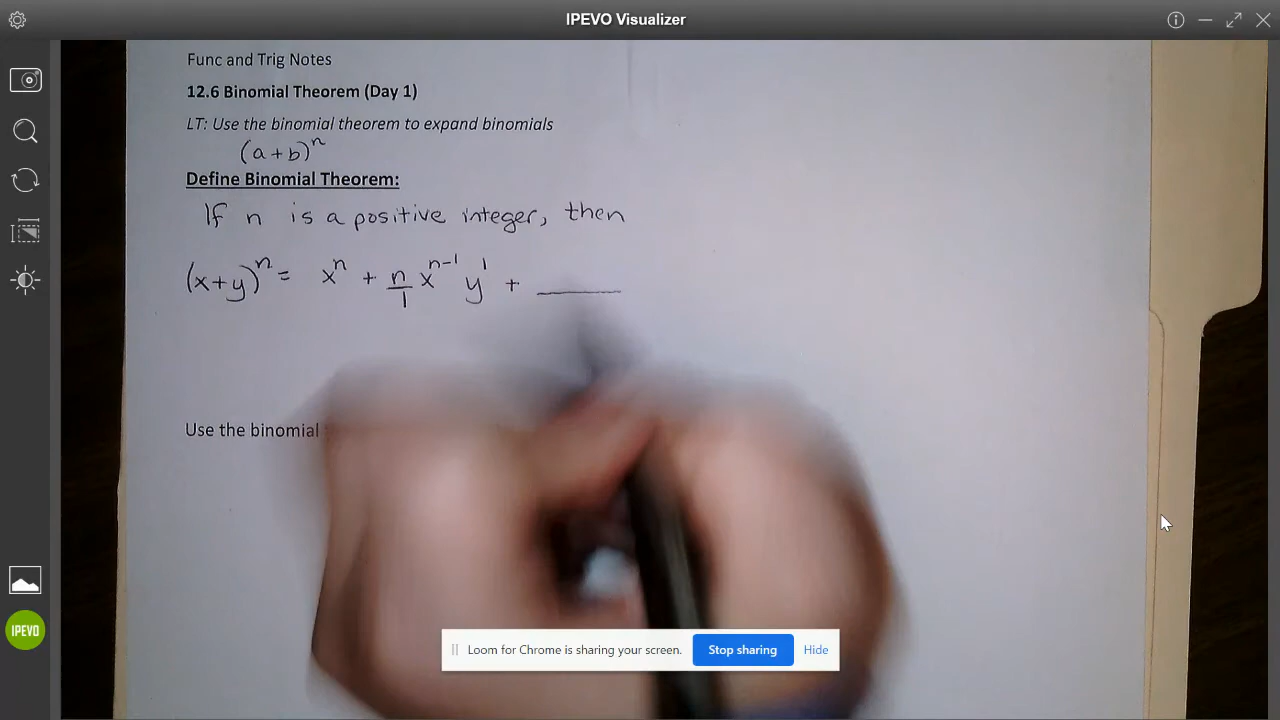 IPEVO Visualizer
Func and Trig Notes
12.6 Binomial Theorem (Day 1)
LT: Use the binomial theorem to expand binomials
(a+b)^n
Define Binomial Theorem:
If n is a positive integer, then
(x+y)^n = x^n + n/1 x^{n-1} y^1 + ____
Use the binomial
IPEVO
Loom for Chrome is sharing your screen. Stop sharing Hide